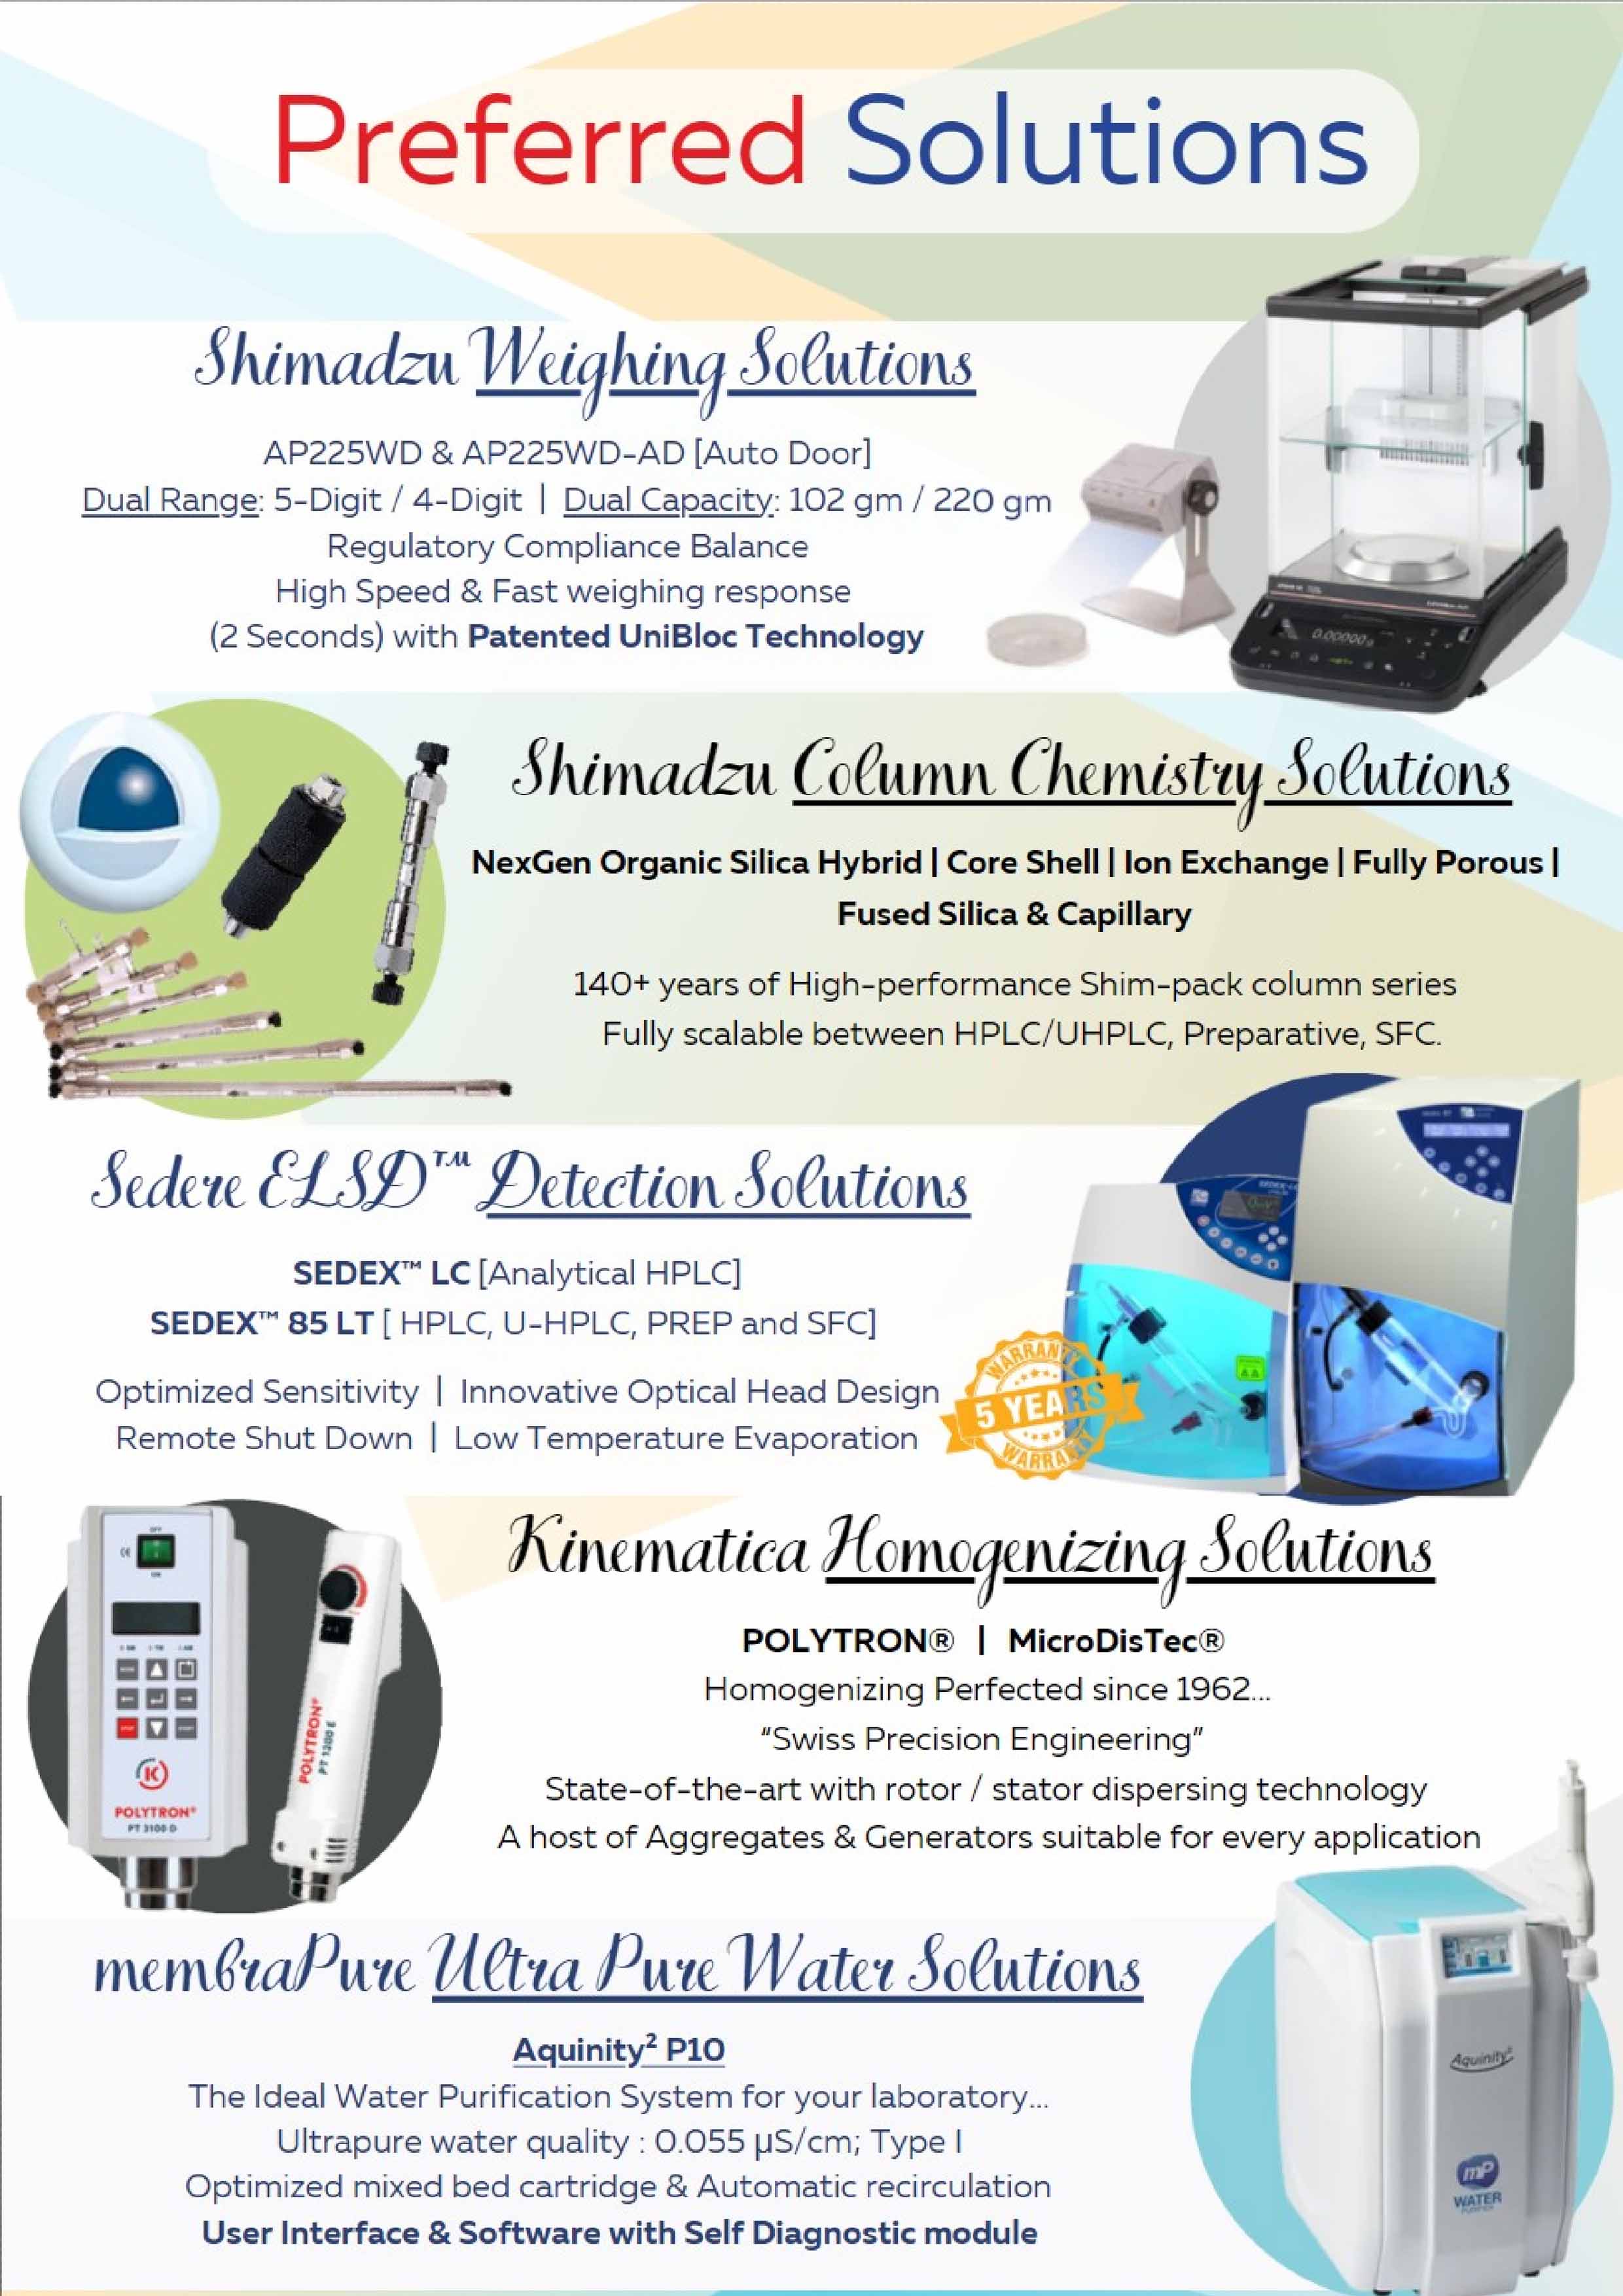 Preferred Solutions
Shimadzu Weighing Solutions
AP225WD & AP225WD-AD [Auto Door]
Dual Range: 5-Digit / 4-Digit | Dual Capacity: 102 gm / 220 gm
Regulatory Compliance Balance
High Speed & Fast weighing response
(2 Seconds) with Patented UniBloc Technology
0.00000g
Shimadzu Column Chemistry Solutions
NexGen Organic Silica Hybrid | Core Shell | Ion Exchange | Fully Porous |
Fused Silica & Capillary
140+ years of High-performance Shim-pack column series
Fully scalable between HPLC/UHPLC, Preparative, SFC.
Sedere ELSD™ Detection Solutions
SEDEX™ LC [Analytical HPLC]
SEDEX™ 85 LT [ HPLC, U-HPLC, PREP and SFC]
Optimized Sensitivity | Innovative Optical Head Design
Remote Shut Down | Low Temperature Evaporation
WARRANTY
5 YEARS
WARRANTY
Kinematica Homogenizing Solutions
POLYTRON® | MicroDisTec®
Homogenizing Perfected since 1962...
"Swiss Precision Engineering"
State-of-the-art with rotor / stator dispersing technology
A host of Aggregates & Generators suitable for every application
OFF
ON
K
POLYTRON®
PT 3100 D
POLYTRON®
PT 1300 E
membraPure Ultra Pure Water Solutions
Aquinity² P10
The Ideal Water Purification System for your laboratory...
Ultrapure water quality : 0.055 µS/cm; Type I
Optimized mixed bed cartridge & Automatic recirculation
User Interface & Software with Self Diagnostic module
Aquinity²
mP
WATER